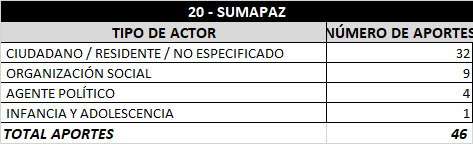 20 - SUMAPAZ
TIPO DE ACTOR NÚMERO DE APORTES
CIUDADANO / RESIDENTE / NO ESPECIFICADO 32
ORGANIZACIÓN SOCIAL 9
AGENTE POLÍTICO 4
INFANCIA Y ADOLESCENCIA 1
TOTAL APORTES 46